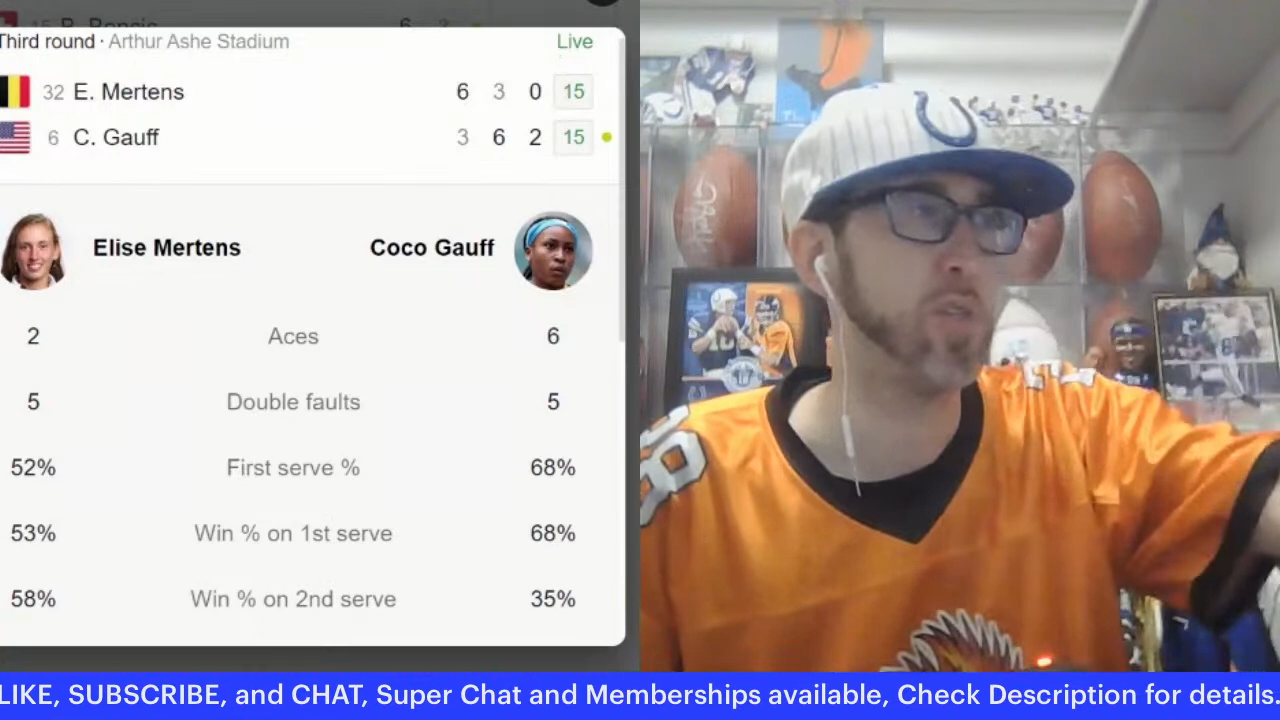 Third round · Arthur Ashe Stadium Live
32 E. Mertens 6 3 0 15
6 C. Gauff 3 6 2 15
Elise Mertens Coco Gauff
2 Aces 6
5 Double faults 5
52% First serve % 68%
53% Win % on 1st serve 68%
58% Win % on 2nd serve 35%
LIKE, SUBSCRIBE, and CHAT, Super Chat and Memberships available, Check Description for details.